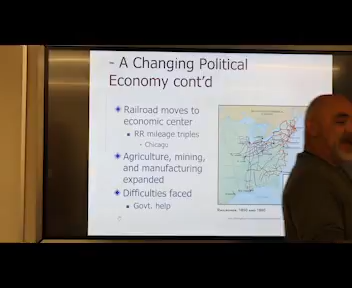 - A Changing Political
Economy cont'd
Railroad moves to
economic center
RR mileage triples
Chicago
Agriculture, mining,
and manufacturing
expanded
Difficulties faced
Govt. help